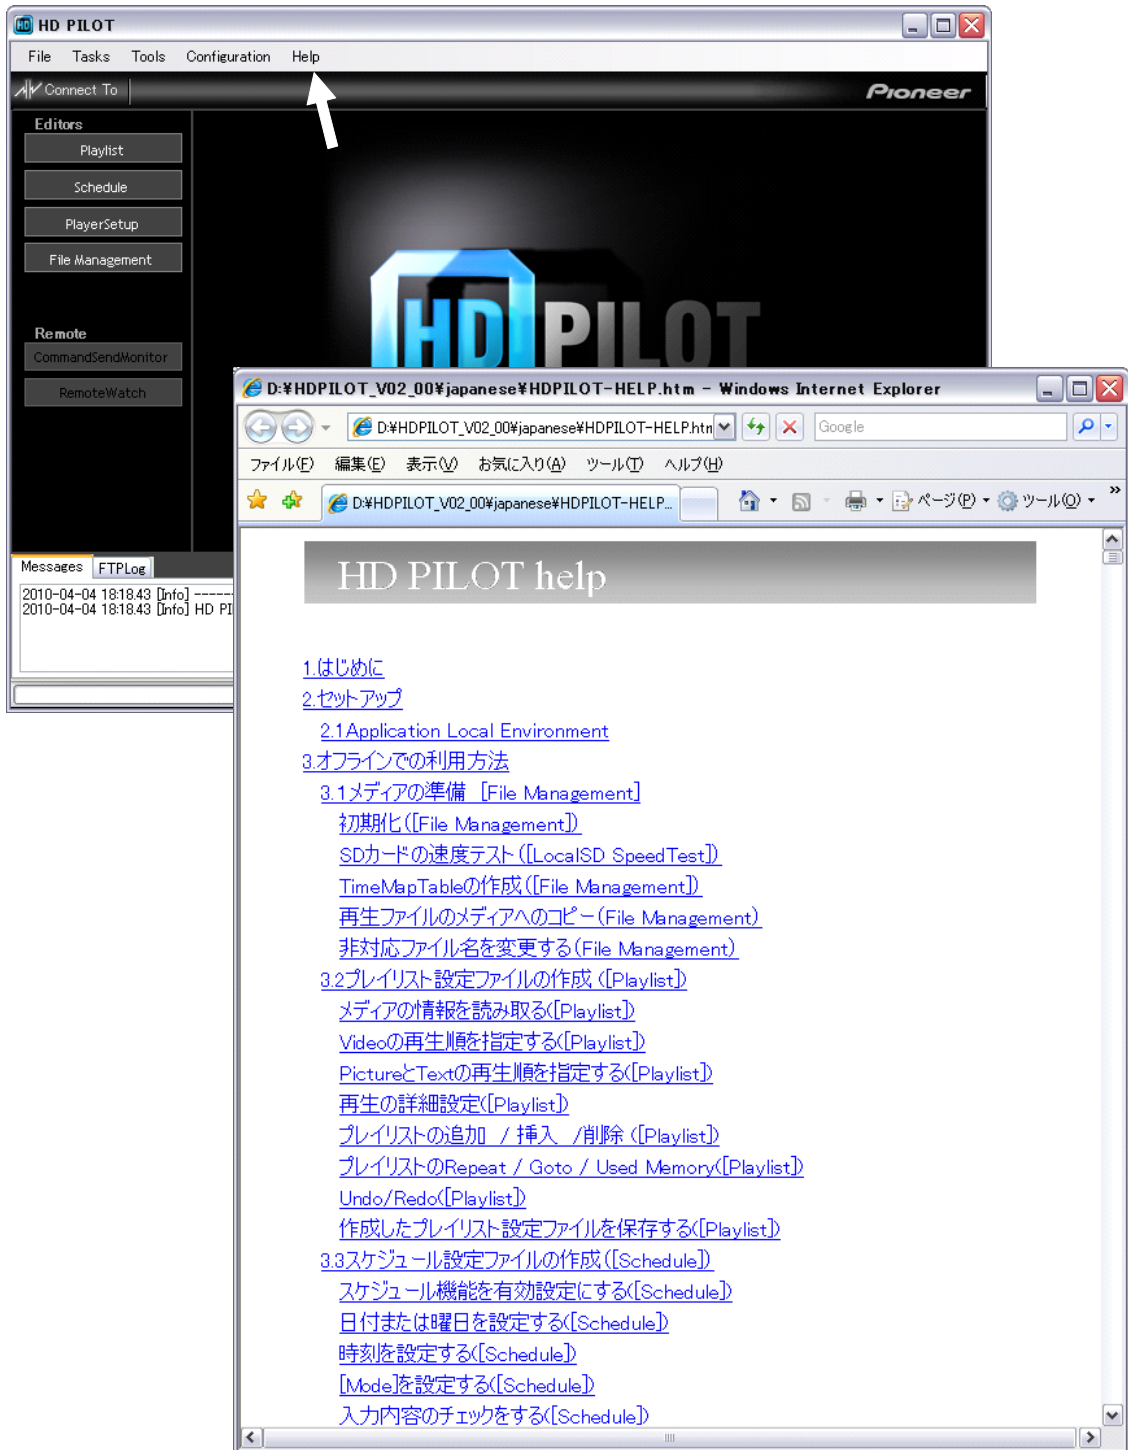 HD PILOT
File Tasks Tools Configuration Help
Connect To
Pioneer
Editors
Playlist
Schedule
PlayerSetup
File Management
Remote
CommandSendMonitor
RemoteWatch
HD PILOT
Messages FTPLog
2010-04-04 18:18.43 [Info] ------
2010-04-04 18:18.43 [Info] HD PI
D:¥HDPILOT_V02_00¥japanese¥HDPILOT-HELP.htm - Windows Internet Explorer
D:¥HDPILOT_V02_00¥japanese¥HDPILOT-HELP.htm
Google
ファイル(F) 編集(E) 表示(V) お気に入り(A) ツール(T) ヘルプ(H)
D:¥HDPILOT_V02_00¥japanese¥HDPILOT-HELP...
ページ(P) ツール(O) »
HD PILOT help
1.はじめに
2.セットアップ
2.1Application Local Environment
3.オフラインでの利用方法
3.1メディアの準備 [File Management]
初期化([File Management])
SDカードの速度テスト([LocalSD SpeedTest])
TimeMapTableの作成([File Management])
再生ファイルのメディアへのコピー(File Management)
非対応ファイル名を変更する(File Management)
3.2プレイリスト設定ファイルの作成 ([Playlist])
メディアの情報を読み取る([Playlist])
Videoの再生順を指定する([Playlist])
PictureとTextの再生順を指定する([Playlist])
再生の詳細設定([Playlist])
プレイリストの追加 / 挿入 /削除 ([Playlist])
プレイリストのRepeat / Goto / Used Memory([Playlist])
Undo/Redo([Playlist])
作成したプレイリスト設定ファイルを保存する([Playlist])
3.3スケジュール設定ファイルの作成([Schedule])
スケジュール機能を有効設定にする([Schedule])
日付または曜日を設定する([Schedule])
時刻を設定する([Schedule])
[Mode]を設定する([Schedule])
入力内容のチェックをする([Schedule])